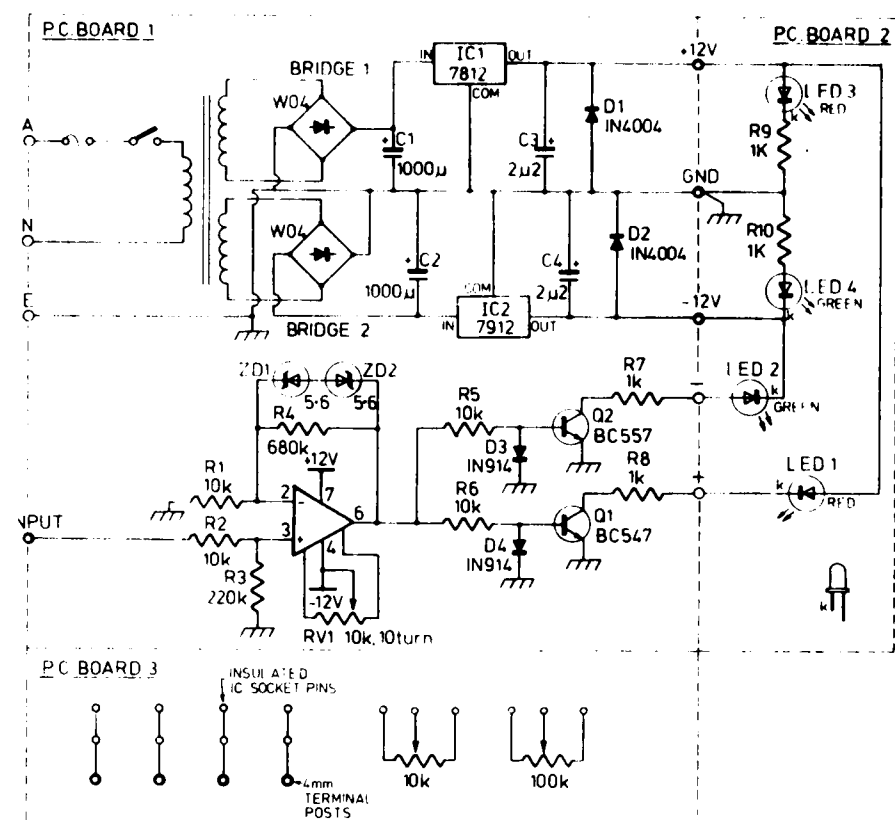 P.C. BOARD 1
P.C. BOARD 2
BRIDGE 1
W04
IN
IC1
7812
OUT
COM
+12V
A
C1
1000µ
C3
2µ2
D1
IN4004
LED 3
RED
k
R9
1K
GND
N
W04
C2
1000µ
C4
2µ2
D2
IN4004
R10
1K
LED 4
GREEN
k
E
BRIDGE 2
COM
IN
IC2
7912
OUT
-12V
ZD1
5·6
ZD2
5·6
R4
680k
+12V
R5
10k
D3
IN914
R7
1k
Q2
BC557
−
LED 2
k
GREEN
R1
10k
2
-
7
6
R2
10k
3
+
4
R6
10k
D4
IN914
R8
1k
Q1
BC547
+
LED 1
k
RED
NPUT
R3
220k
-12V
RV1 10k, 10turn
k
P.C BOARD 3
INSULATED
IC SOCKET PINS
4mm
TERMINAL
POSTS
10k
100k